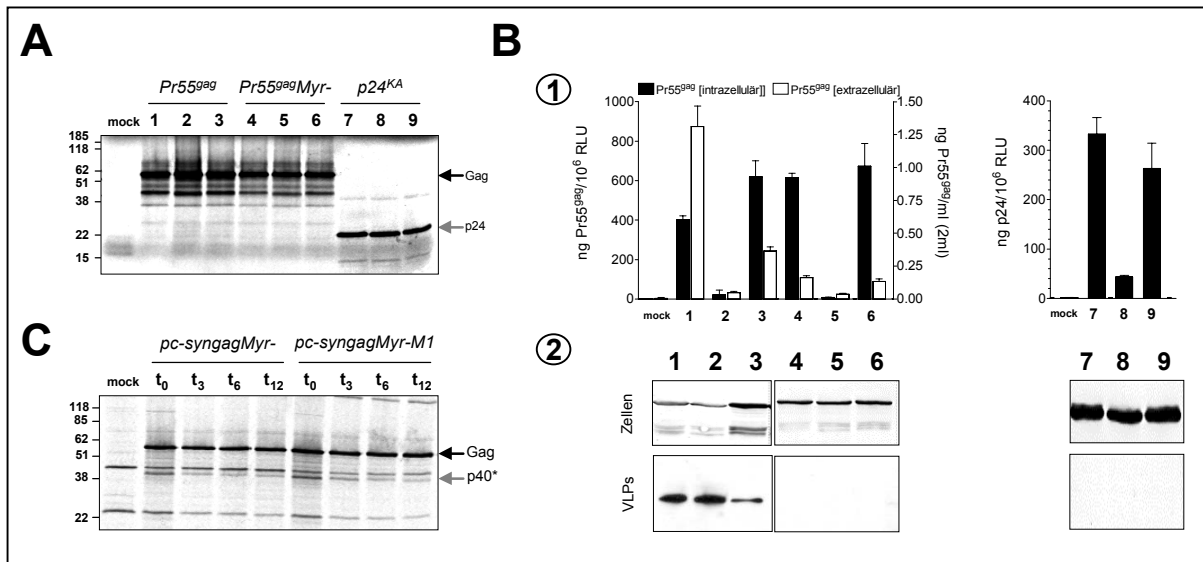 A
Pr55gag Pr55gagMyr- p24KA
mock 1 2 3 4 5 6 7 8 9
185
118
62
51
38
22
15
Gag
p24
B
1
Pr55gag [intrazellulär]] Pr55gag [extrazellulär]
ng Pr55gag/106 RLU
1000
800
600
400
200
0
1.50
1.25
1.00
0.75
0.50
0.25
0.00
ng Pr55gag/ml (2ml)
mock 1 2 3 4 5 6
ng p24/106 RLU
400
300
200
100
0
mock 7 8 9
2
1 2 3 4 5 6 7 8 9
Zellen
VLPs
C
pc-syngagMyr- pc-syngagMyr-M1
mock t0 t3 t6 t12 t0 t3 t6 t12
118
85
62
51
38
22
Gag
p40*